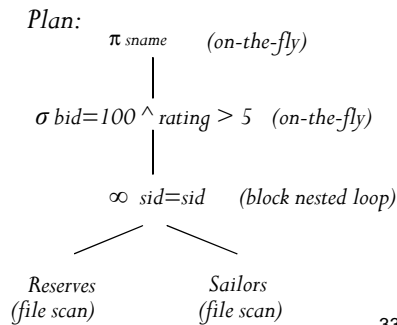 Plan:
π sname (on-the-fly)
σ bid=100 ^ rating > 5 (on-the-fly)
∞ sid=sid (block nested loop)
Reserves Sailors
(file scan) (file scan)